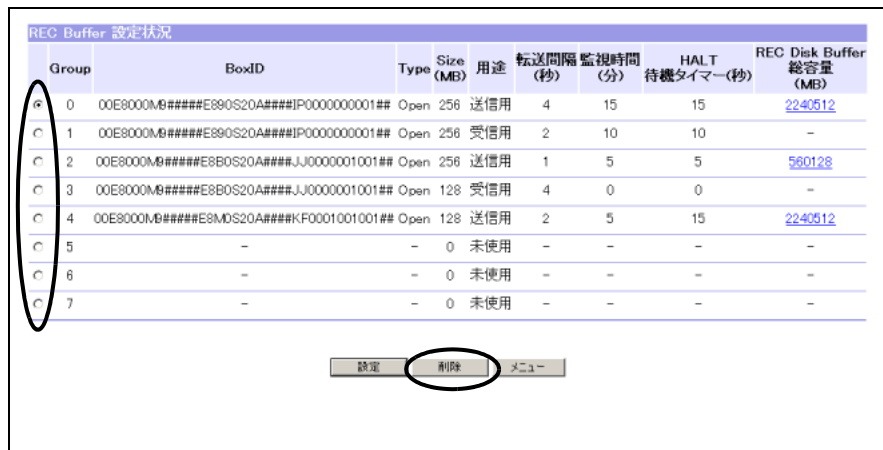 REC Buffer 設定状況
Group BoxID Type Size (MB) 用途 転送間隔 (秒) 監視時間 (分) HALT 待機タイマー(秒) REC Disk Buffer 総容量 (MB)
0 00E8000M9#####E890S20A####IP0000000001## Open 256 送信用 4 15 15 2240512
1 00E8000M9#####E890S20A####IP0000000001## Open 256 受信用 2 10 10 -
2 00E8000M9#####E8B0S20A####JJ0000001001## Open 256 送信用 1 5 5 560128
3 00E8000M9#####E8B0S20A####JJ0000001001## Open 128 受信用 4 0 0 -
4 00E8000M9#####E8M0S20A####KF0001001001## Open 128 送信用 2 5 15 2240512
5 - - 0 未使用 - - - -
6 - - 0 未使用 - - - -
7 - - 0 未使用 - - - -
設定 削除 メニュー